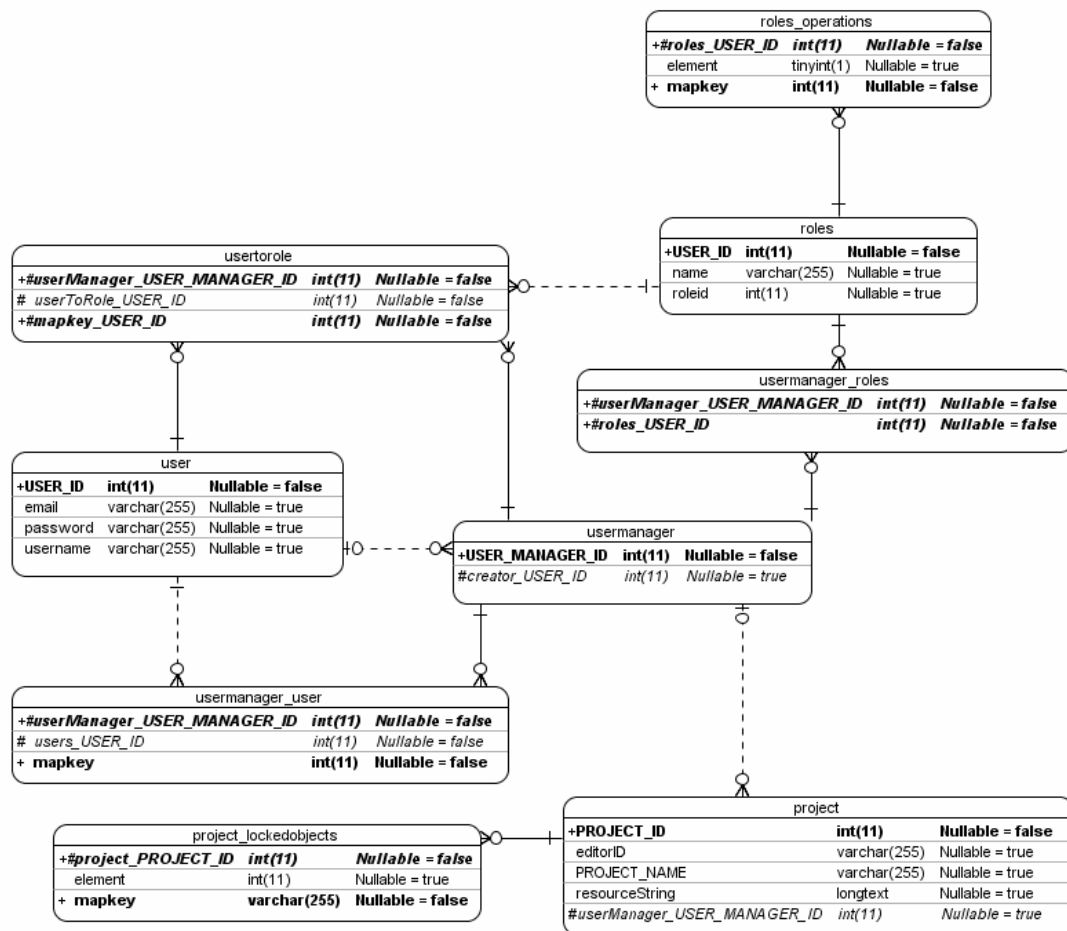 roles_operations
+#roles_USER_ID int(11) Nullable = false
element tinyint(1) Nullable = true
+ mapkey int(11) Nullable = false
roles
+USER_ID int(11) Nullable = false
name varchar(255) Nullable = true
roleid int(11) Nullable = true
usertorole
+#userManager_USER_MANAGER_ID int(11) Nullable = false
# userToRole_USER_ID int(11) Nullable = false
+#mapkey_USER_ID int(11) Nullable = false
usermanager_roles
+#userManager_USER_MANAGER_ID int(11) Nullable = false
+#roles_USER_ID int(11) Nullable = false
user
+USER_ID int(11) Nullable = false
email varchar(255) Nullable = true
password varchar(255) Nullable = true
username varchar(255) Nullable = true
usermanager
+USER_MANAGER_ID int(11) Nullable = false
#creator_USER_ID int(11) Nullable = true
usermanager_user
+#userManager_USER_MANAGER_ID int(11) Nullable = false
# users_USER_ID int(11) Nullable = false
+ mapkey int(11) Nullable = false
project
+PROJECT_ID int(11) Nullable = false
editorID varchar(255) Nullable = true
PROJECT_NAME varchar(255) Nullable = true
resourceString longtext Nullable = true
#userManager_USER_MANAGER_ID int(11) Nullable = true
project_lockedobjects
+#project_PROJECT_ID int(11) Nullable = false
element int(11) Nullable = true
+ mapkey varchar(255) Nullable = false